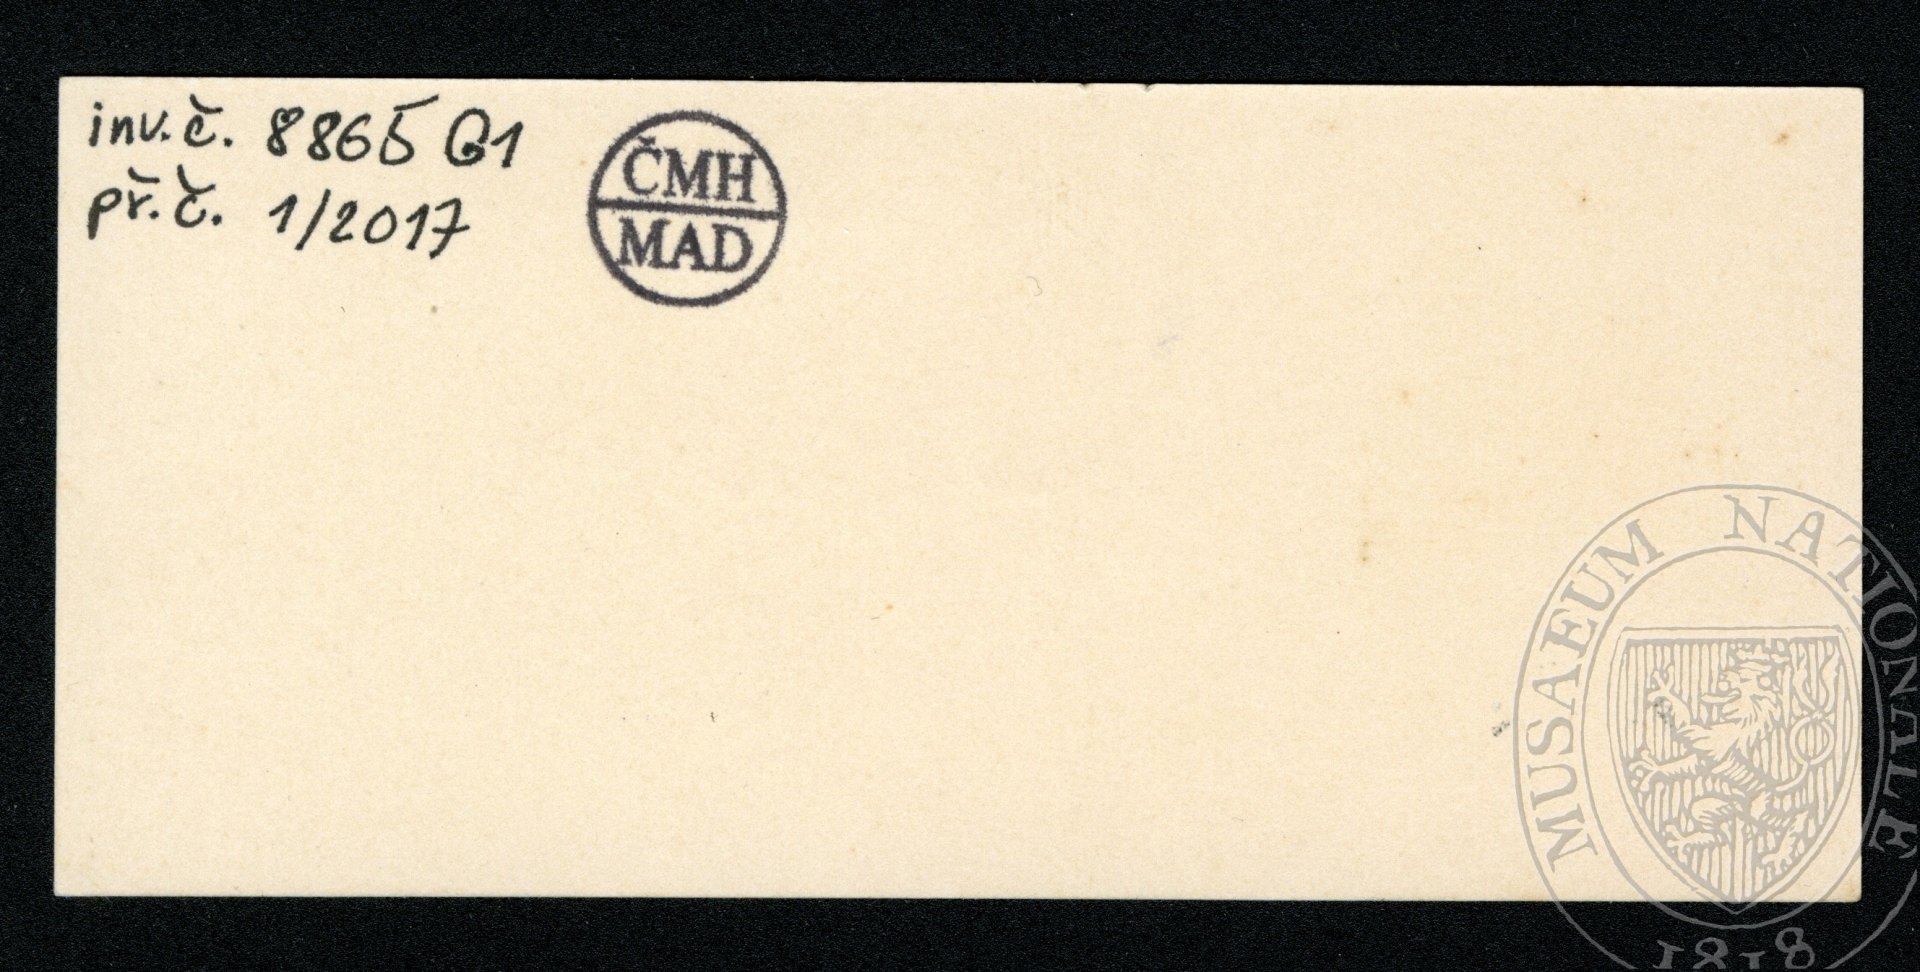 inv.č. 8865 G1
př.č. 1/2017
ČMH
MAD
MUSAEUM NATIONALE
1818